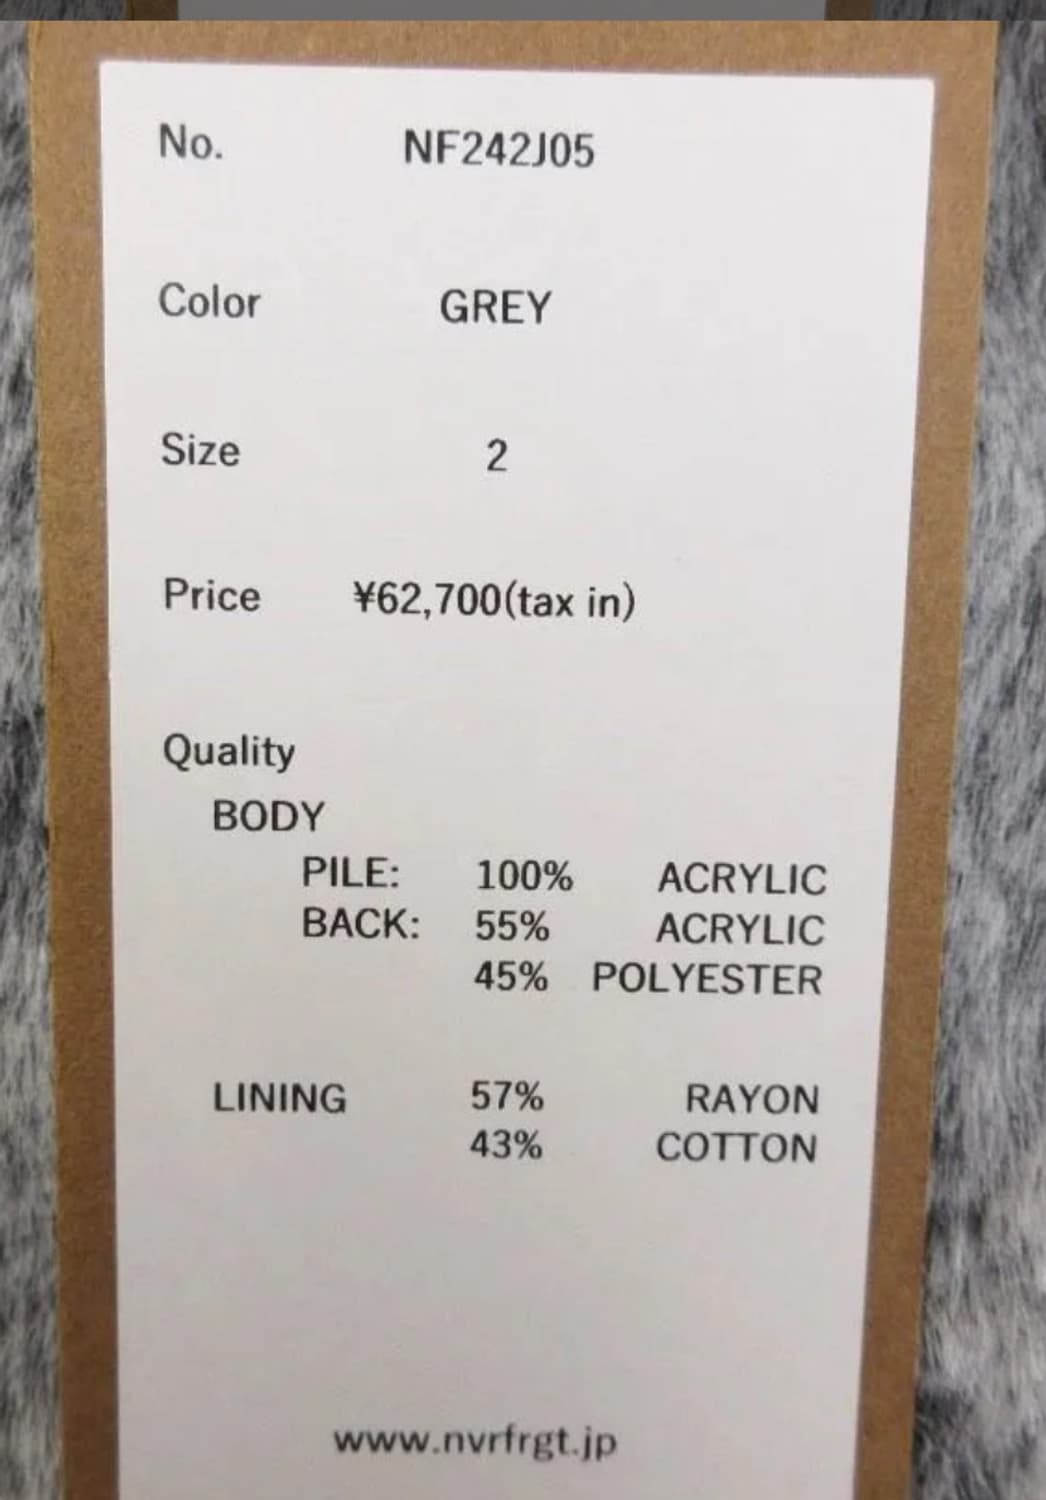 No. NF242J05
Color GREY
Size 2
Price ¥62,700(tax in)
Quality
BODY
PILE: 100% ACRYLIC
BACK: 55% ACRYLIC
45% POLYESTER
LINING 57% RAYON
43% COTTON
www.nvrfrgt.jp